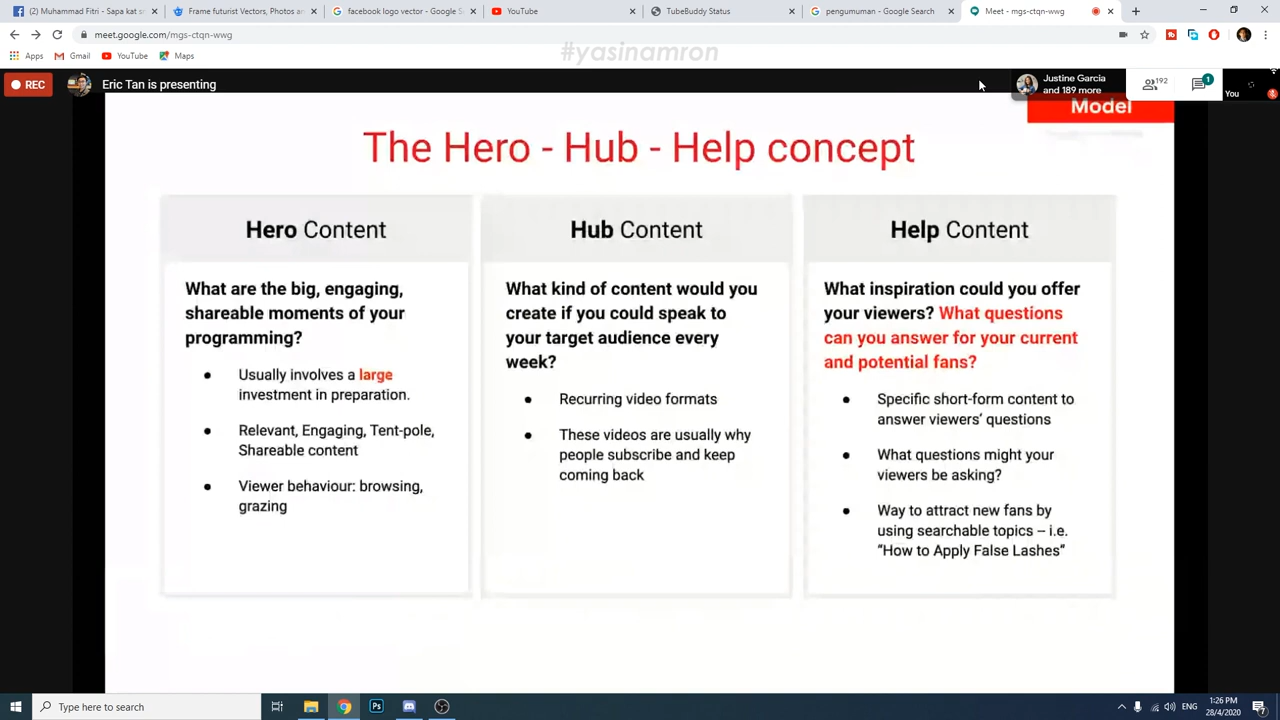 (2) Muhammad Fitri - Sapa kat s
Frame futurist Vectors, Photos a
facebook logo vector - Google S
YouTube
TubeBuddy Status
pengumuman - Google Search
Meet - mgs-ctqn-wwg
meet.google.com/mgs-ctqn-wwg
Apps
Gmail
YouTube
Maps
#yasinamron
REC
Eric Tan is presenting
Justine Garcia
and 189 more
192
1
You
Model
The Hero - Hub - Help concept
Hero Content
What are the big, engaging,
shareable moments of your
programming?
● Usually involves a large
investment in preparation.
● Relevant, Engaging, Tent-pole,
Shareable content
● Viewer behaviour: browsing,
grazing
Hub Content
What kind of content would you
create if you could speak to
your target audience every
week?
● Recurring video formats
● These videos are usually why
people subscribe and keep
coming back
Help Content
What inspiration could you offer
your viewers? What questions
can you answer for your current
and potential fans?
● Specific short-form content to
answer viewers' questions
● What questions might your
viewers be asking?
● Way to attract new fans by
using searchable topics -- i.e.
"How to Apply False Lashes"
Type here to search
Ps
ENG
1:26 PM
28/4/2020